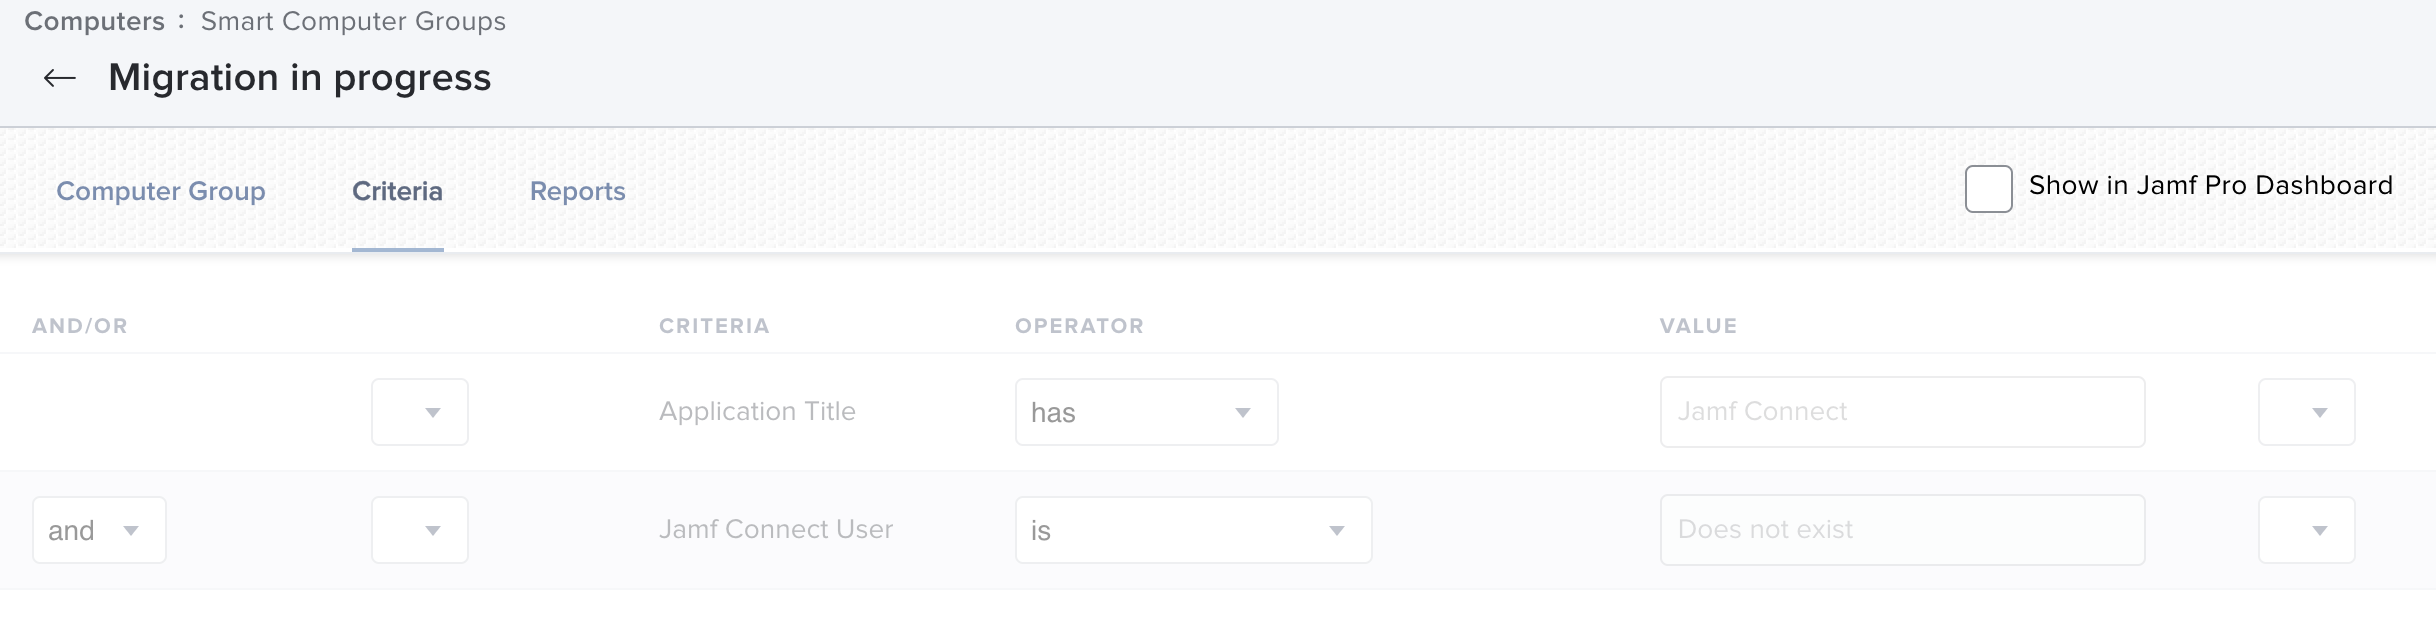 Computers : Smart Computer Groups
Migration in progress
Computer Group Criteria Reports Show in Jamf Pro Dashboard
AND/OR CRITERIA OPERATOR VALUE
Application Title has Jamf Connect
and Jamf Connect User is Does not exist